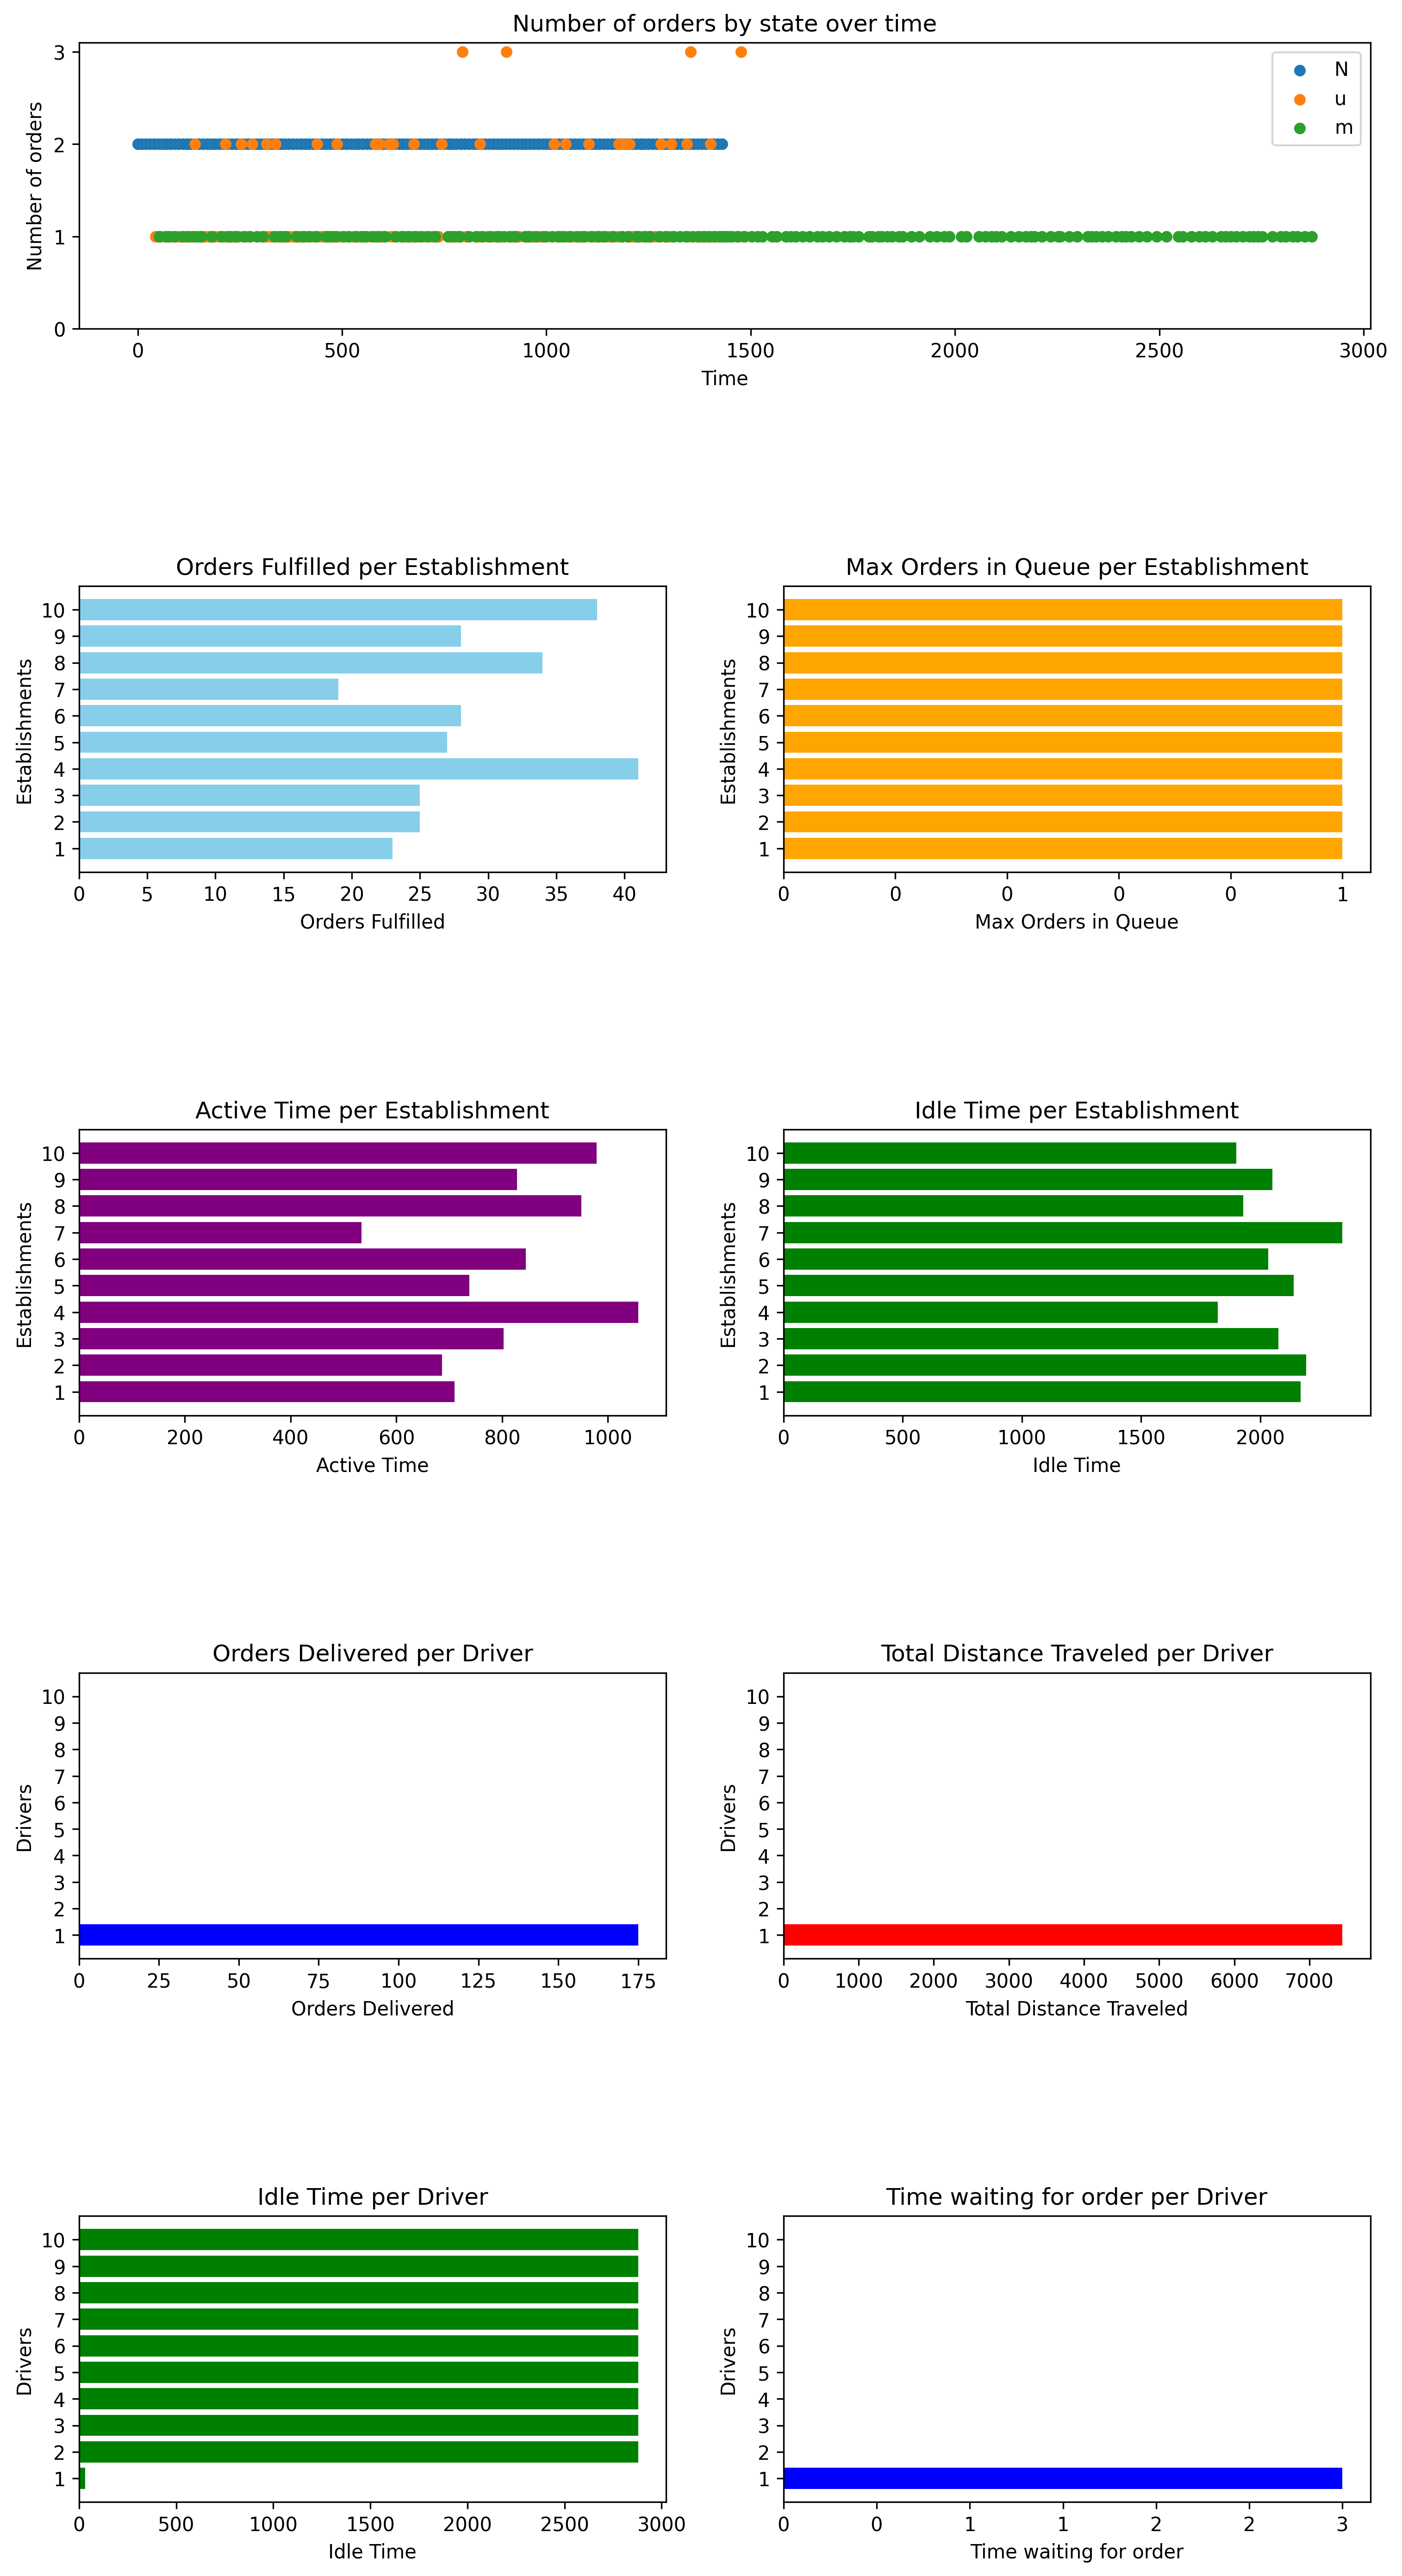 Number of orders by state over time
Number of orders
3
2
1
0
N
u
m
0 500 1000 1500 2000 2500 3000
Time
Orders Fulfilled per Establishment
Establishments
10
9
8
7
6
5
4
3
2
1
0 5 10 15 20 25 30 35 40
Orders Fulfilled
Max Orders in Queue per Establishment
Establishments
10
9
8
7
6
5
4
3
2
1
0 0 0 0 0 1
Max Orders in Queue
Active Time per Establishment
Establishments
10
9
8
7
6
5
4
3
2
1
0 200 400 600 800 1000
Active Time
Idle Time per Establishment
Establishments
10
9
8
7
6
5
4
3
2
1
0 500 1000 1500 2000
Idle Time
Orders Delivered per Driver
Drivers
10
9
8
7
6
5
4
3
2
1
0 25 50 75 100 125 150 175
Orders Delivered
Total Distance Traveled per Driver
Drivers
10
9
8
7
6
5
4
3
2
1
0 1000 2000 3000 4000 5000 6000 7000
Total Distance Traveled
Idle Time per Driver
Drivers
10
9
8
7
6
5
4
3
2
1
0 500 1000 1500 2000 2500 3000
Idle Time
Time waiting for order per Driver
Drivers
10
9
8
7
6
5
4
3
2
1
0 0 1 1 2 2 3
Time waiting for order